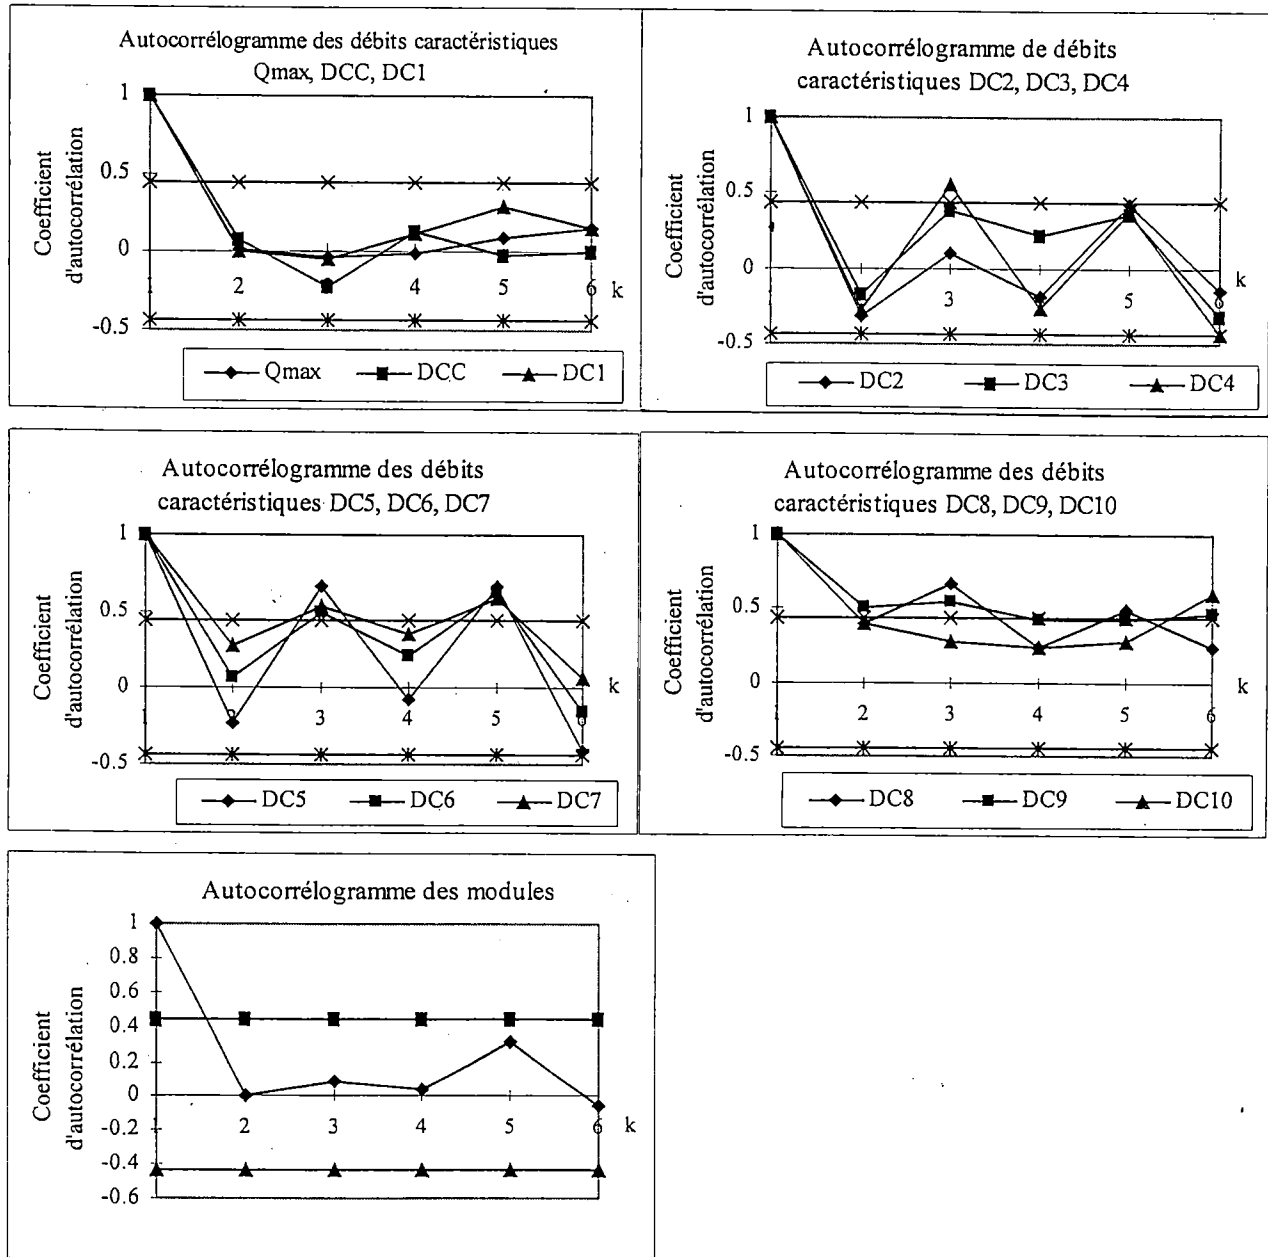 Autocorrélogramme des débits caractéristiques
Qmax, DCC, DC1
Coefficient
d'autocorrélation
1
0.5
0
-0.5
1
2
4
5
6
k
Qmax
DCC
DC1
Autocorrélogramme de débits
caractéristiques DC2, DC3, DC4
Coefficient
d'autocorrélation
1
0.5
0
-0.5
3
5
k
DC2
DC3
DC4
Autocorrélogramme des débits
caractéristiques DC5, DC6, DC7
Coefficient
d'autocorrélation
1
0.5
0
-0.5
1
2
3
4
5
k
DC5
DC6
DC7
Autocorrélogramme des débits
caractéristiques DC8, DC9, DC10
Coefficient
d'autocorrélation
1
0.5
0
-0.5
1
2
3
4
5
6
k
DC8
DC9
DC10
Autocorrélogramme des modules
Coefficient
d'autocorrélation
1
0.8
0.6
0.4
0.2
0
-0.2
-0.4
-0.6
1
2
3
4
5
6
k